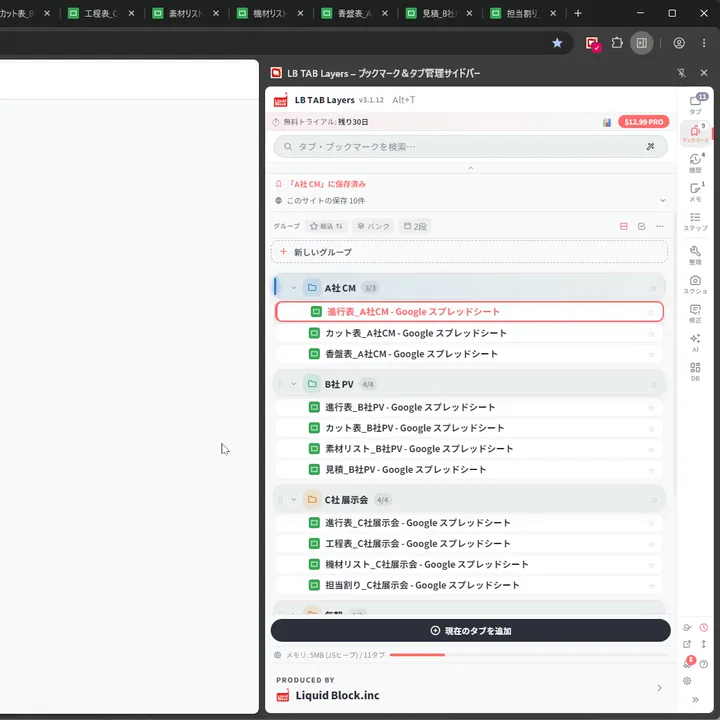 カット表_B
工程表_C
素材リスト
機材リスト
香盤表_A
見積_B社
担当割り_
LB TAB Layers – ブックマーク＆タブ管理サイドバー
LB TAB Layers v3.1.12 Alt+T
無料トライアル: 残り30日
$12.99 PRO
タブ・ブックマークを検索…
「A社 CM」に保存済み
このサイトの保存 10件
グループ 絞込 バンク 2段
+ 新しいグループ
A社 CM 3/3
進行表_A社CM - Google スプレッドシート
カット表_A社CM - Google スプレッドシート
香盤表_A社CM - Google スプレッドシート
B社 PV 4/4
進行表_B社PV - Google スプレッドシート
カット表_B社PV - Google スプレッドシート
素材リスト_B社PV - Google スプレッドシート
見積_B社PV - Google スプレッドシート
C社 展示会 4/4
進行表_C社展示会 - Google スプレッドシート
工程表_C社展示会 - Google スプレッドシート
機材リスト_C社展示会 - Google スプレッドシート
担当割り_C社展示会 - Google スプレッドシート
現在のタブを追加
メモリ: 5MB (JSヒープ) / 11タブ
PRODUCED BY
Liquid Block.inc
11
タブ
9
ブックマーク
4
履歴
1
メモ
ステップ
整理
スクショ
修正
AI
DB
8